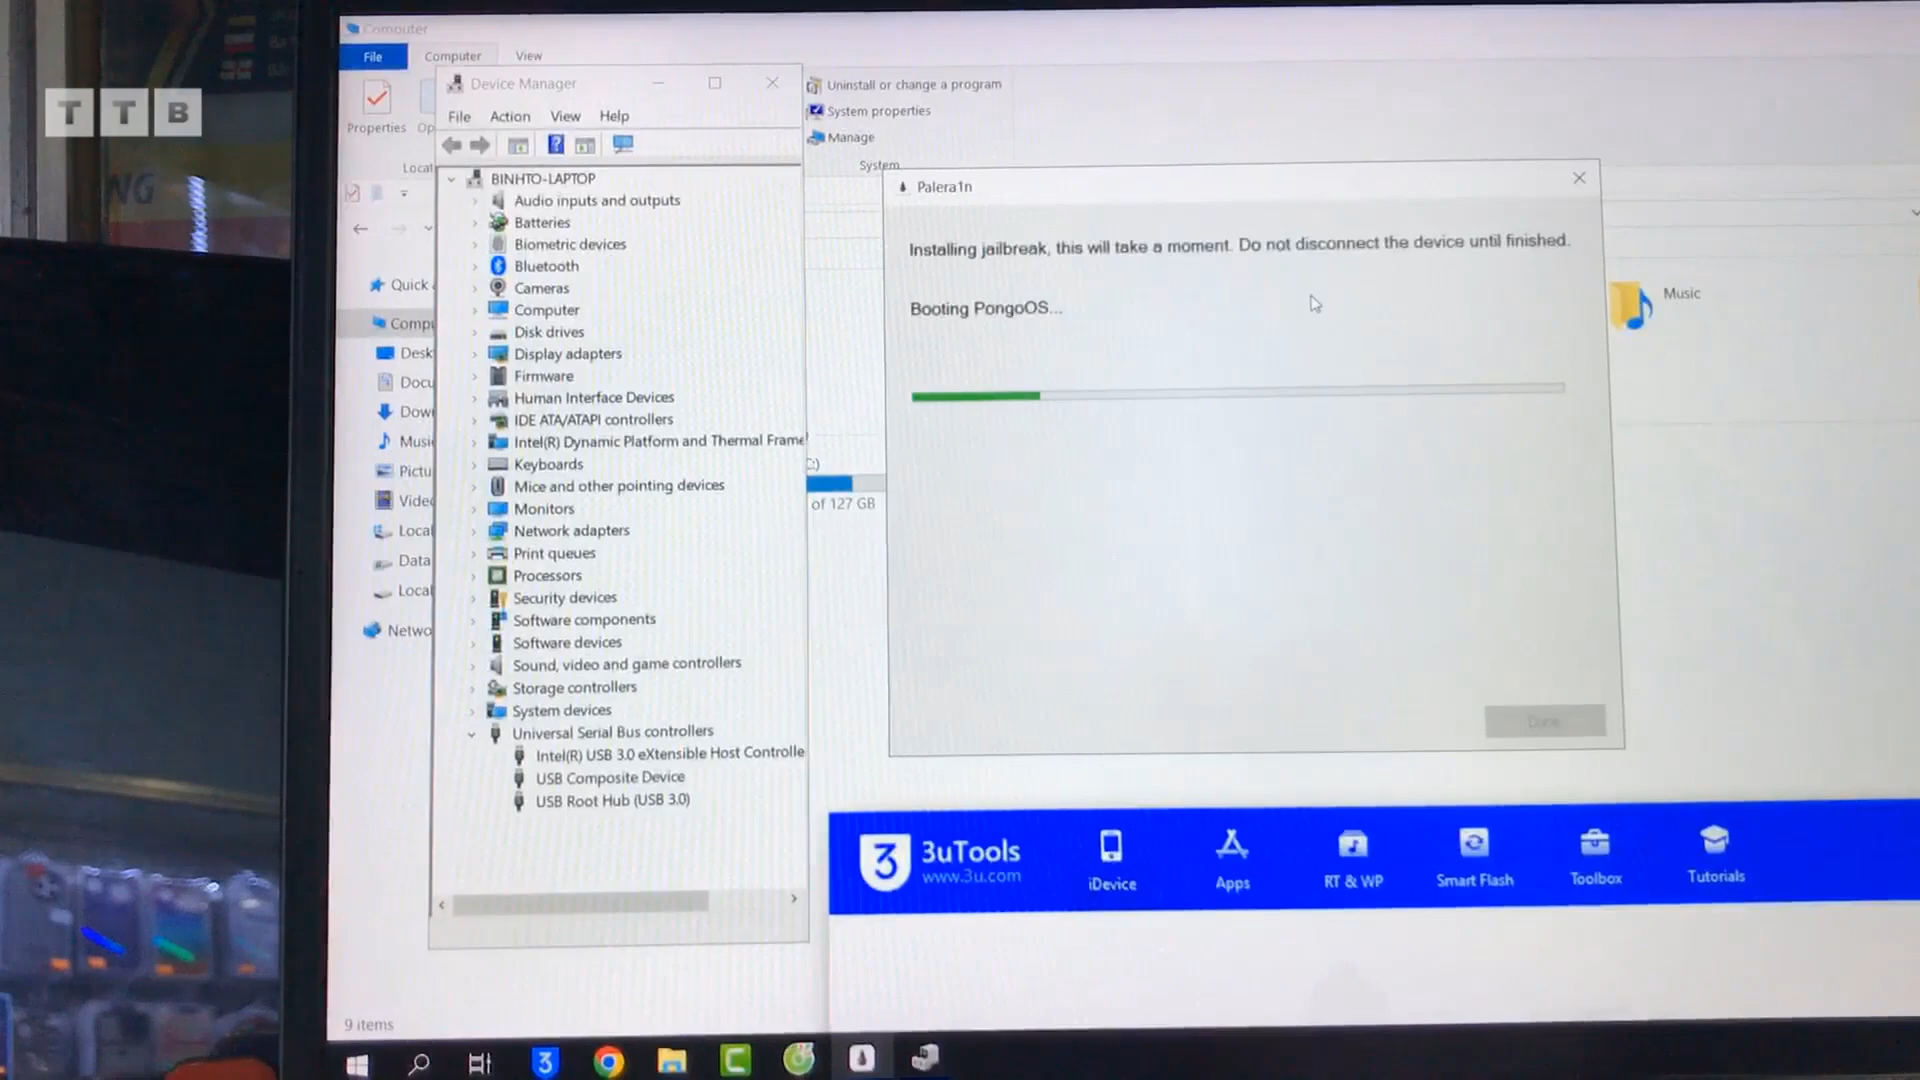 TTB
NG
Computer
File
Computer
View
Properties
Op
Local
Uninstall or change a program
System properties
Manage
System
Device Manager
File
Action
View
Help
BINHTO-LAPTOP
Audio inputs and outputs
Batteries
Biometric devices
Bluetooth
Cameras
Computer
Disk drives
Display adapters
Firmware
Human Interface Devices
IDE ATA/ATAPI controllers
Intel(R) Dynamic Platform and Thermal Frame
Keyboards
Mice and other pointing devices
Monitors
Network adapters
Print queues
Processors
Security devices
Software components
Software devices
Sound, video and game controllers
Storage controllers
System devices
Universal Serial Bus controllers
Intel(R) USB 3.0 eXtensible Host Controlle
USB Composite Device
USB Root Hub (USB 3.0)
Quick
Compu
Desk
Docu
Dow
Musi
Pictu
Video
Local
Data
Local
Netwo
9 items
C:)
of 127 GB
Palera1n
Installing jailbreak, this will take a moment. Do not disconnect the device until finished.
Booting PongoOS...
Done
Music
3uTools
www.3u.com
iDevice
Apps
RT & WP
Smart Flash
Toolbox
Tutorials